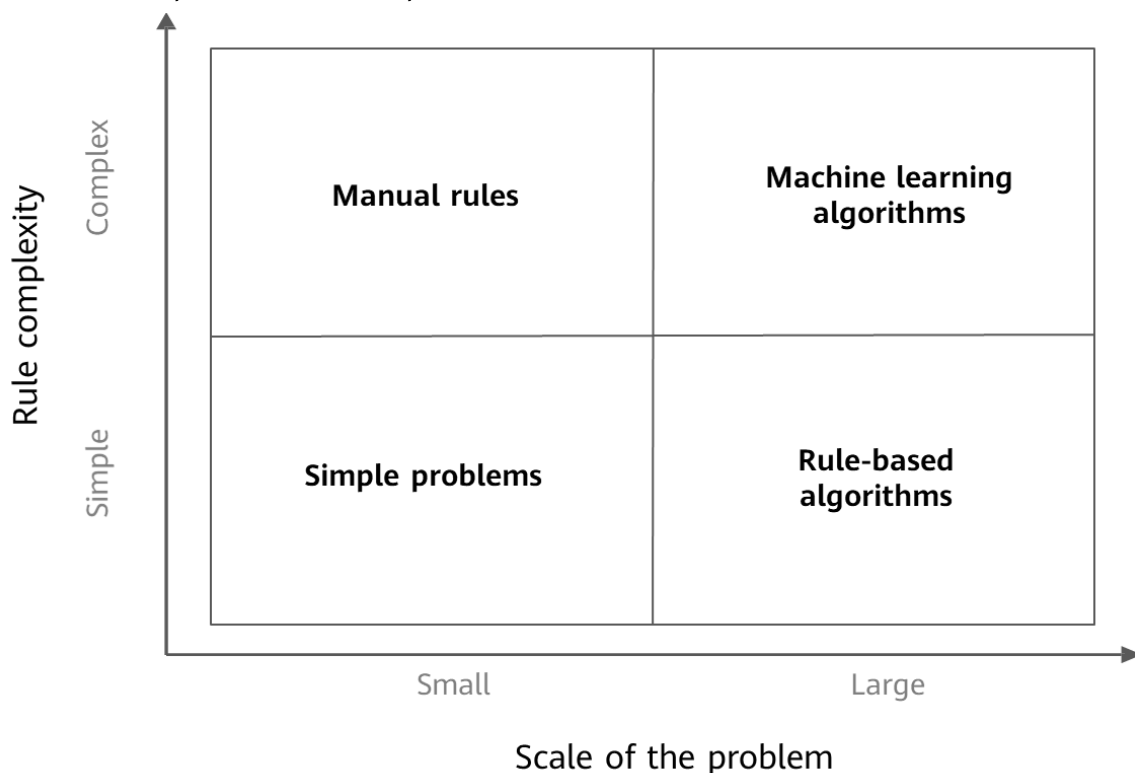 Complex
Manual rules
Machine learning
algorithms
Rule complexity
Simple
Simple problems
Rule-based
algorithms
Small
Large
Scale of the problem